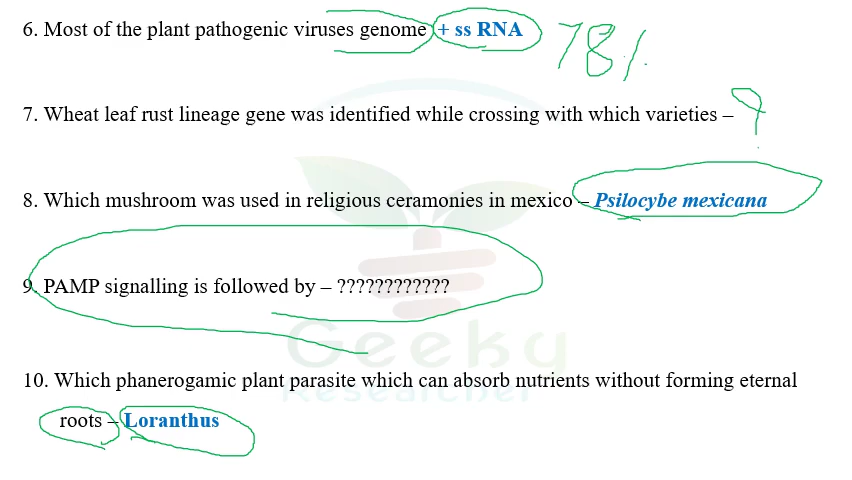 6. Most of the plant pathogenic viruses genome + ss RNA 78%
7. Wheat leaf rust lineage gene was identified while crossing with which varieties – ?
8. Which mushroom was used in religious ceramonies in mexico – Psilocybe mexicana
9. PAMP signalling is followed by – ????????????
Geeky
Researcher
10. Which phanerogamic plant parasite which can absorb nutrients without forming eternal
roots – Loranthus